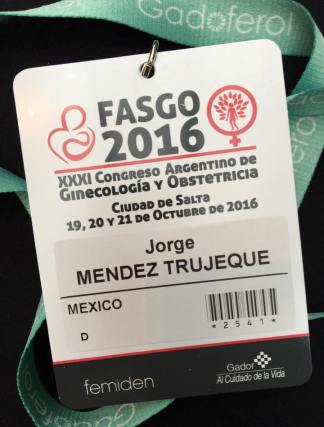 Gadoferol
FASGO
2016
XXXI CONGRESO ARGENTINO DE
GINECOLOGÍA Y OBSTETRICIA
CIUDAD DE SALTA
19, 20 Y 21 DE OCTUBRE DE 2016
Jorge
MENDEZ TRUJEQUE
MEXICO
D
*2541*
femiden
Gador
Al Cuidado de la Vida
Gadoferol